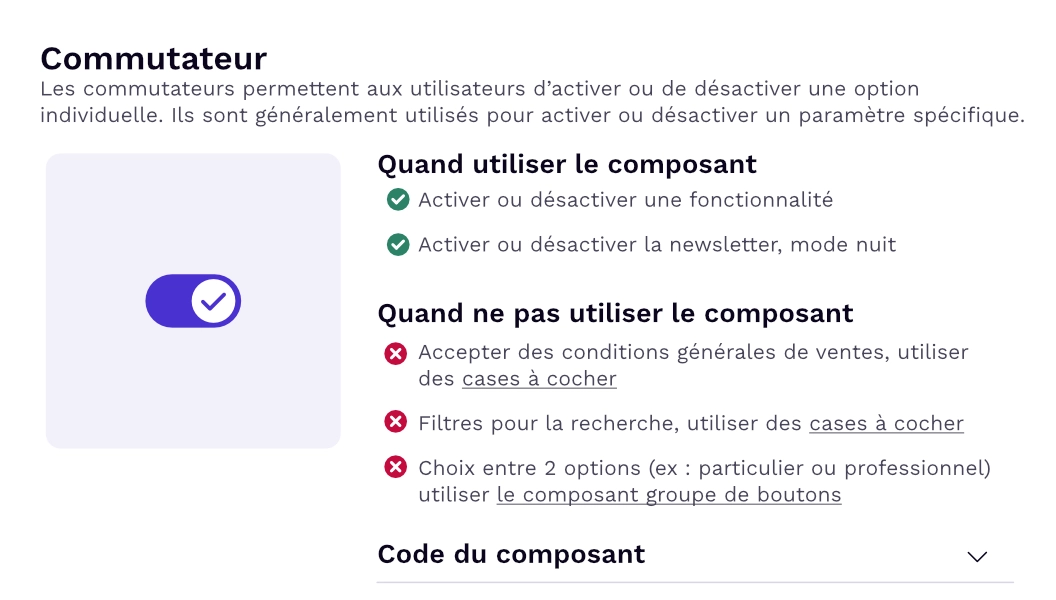 Commutateur
Les commutateurs permettent aux utilisateurs d’activer ou de désactiver une option
individuelle. Ils sont généralement utilisés pour activer ou désactiver un paramètre spécifique.
Quand utiliser le composant
Activer ou désactiver une fonctionnalité
Activer ou désactiver la newsletter, mode nuit
Quand ne pas utiliser le composant
Accepter des conditions générales de ventes, utiliser
des cases à cocher
Filtres pour la recherche, utiliser des cases à cocher
Choix entre 2 options (ex : particulier ou professionnel)
utiliser le composant groupe de boutons
Code du composant